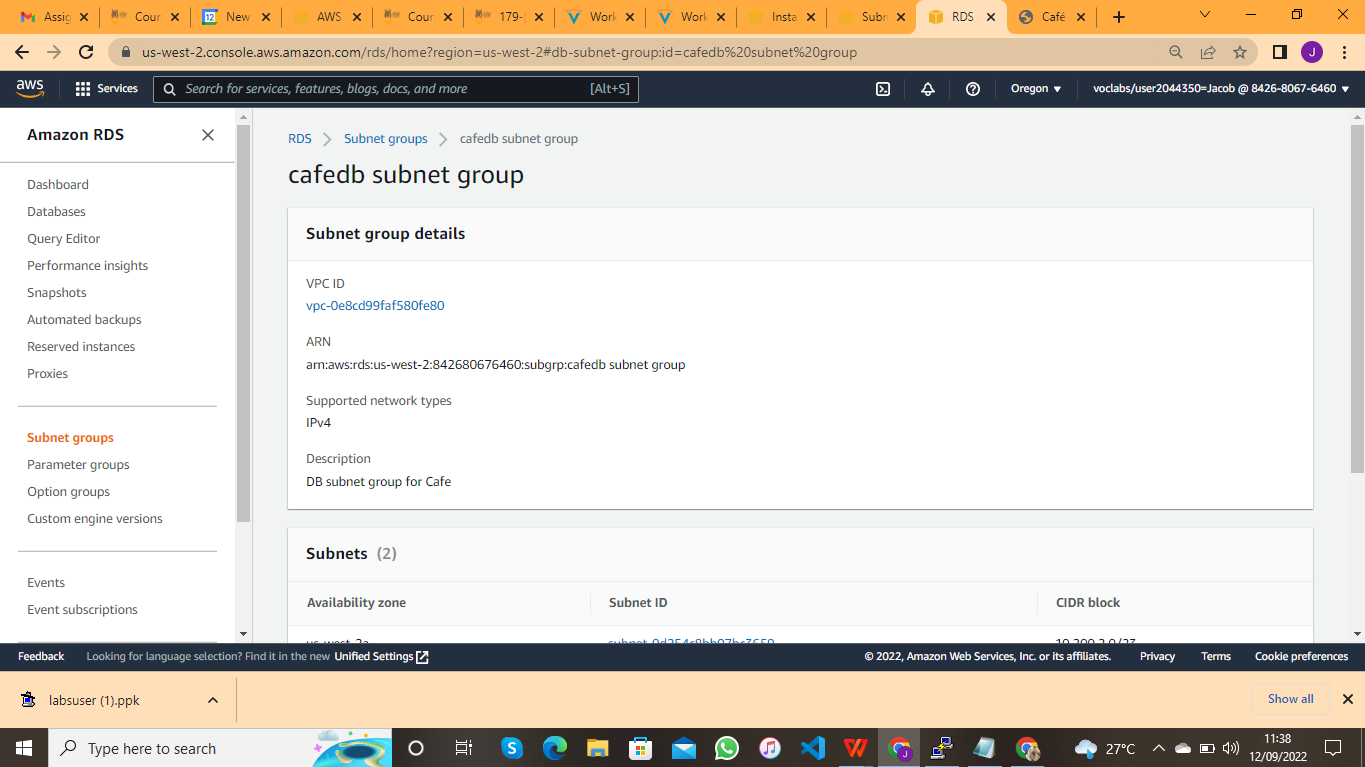 Assig
Cour
New
AWS
Cour
179-
Work
Work
Insta
Subn
RDS
Café
us-west-2.console.aws.amazon.com/rds/home?region=us-west-2#db-subnet-group:id=cafedb%20subnet%20group
J
aws
Services
Search for services, features, blogs, docs, and more
[Alt+S]
Oregon
voclabs/user2044350=Jacob @ 8426-8067-6460
Amazon RDS
Dashboard
Databases
Query Editor
Performance insights
Snapshots
Automated backups
Reserved instances
Proxies
Subnet groups
Parameter groups
Option groups
Custom engine versions
Events
Event subscriptions
RDS
Subnet groups
cafedb subnet group
cafedb subnet group
Subnet group details
VPC ID
vpc-0e8cd99faf580fe80
ARN
arn:aws:rds:us-west-2:842680676460:subgrp:cafedb subnet group
Supported network types
IPv4
Description
DB subnet group for Cafe
Subnets (2)
Availability zone
Subnet ID
CIDR block
us-west-2a
Feedback
Looking for language selection? Find it in the new Unified Settings
© 2022, Amazon Web Services, Inc. or its affiliates.
Privacy
Terms
Cookie preferences
labsuser (1).ppk
Show all
Type here to search
27°C
11:38
12/09/2022